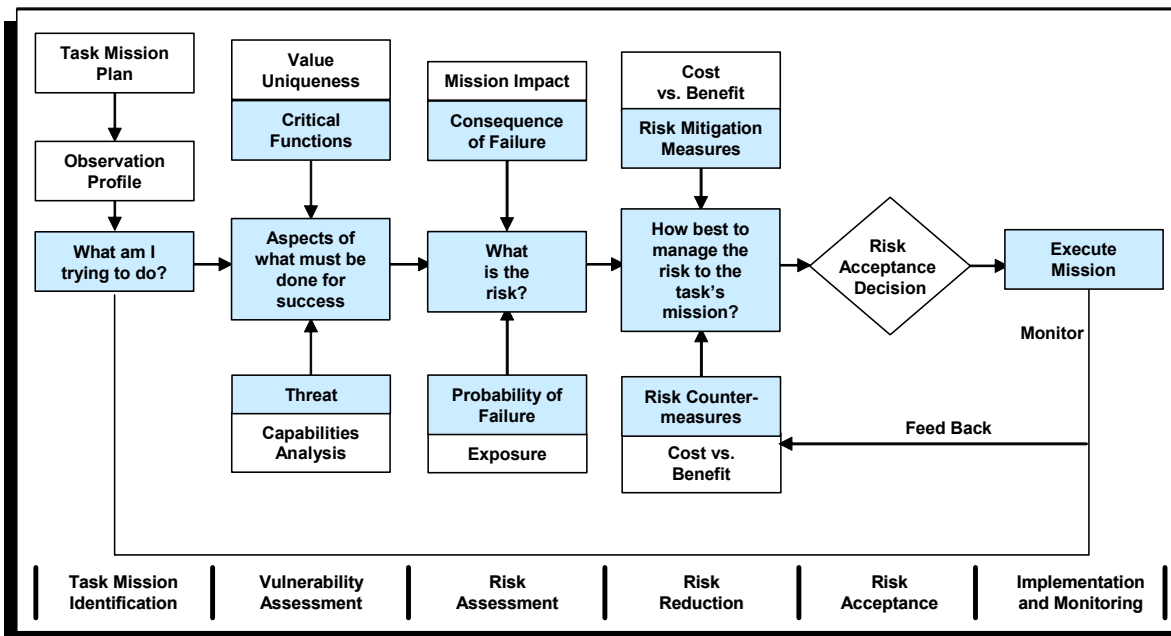 Task Mission
Plan
Observation
Profile
What am I
trying to do?
Value
Uniqueness
Critical
Functions
Aspects of
what must be
done for
success
Threat
Capabilities
Analysis
Mission Impact
Consequence
of Failure
What
is the
risk?
Probability of
Failure
Exposure
Cost
vs. Benefit
Risk Mitigation
Measures
How best to
manage the
risk to the
task's
mission?
Risk Counter-
measures
Cost vs.
Benefit
Risk
Acceptance
Decision
Execute
Mission
Monitor
Feed Back
Task Mission
Identification
Vulnerability
Assessment
Risk
Assessment
Risk
Reduction
Risk
Acceptance
Implementation
and Monitoring